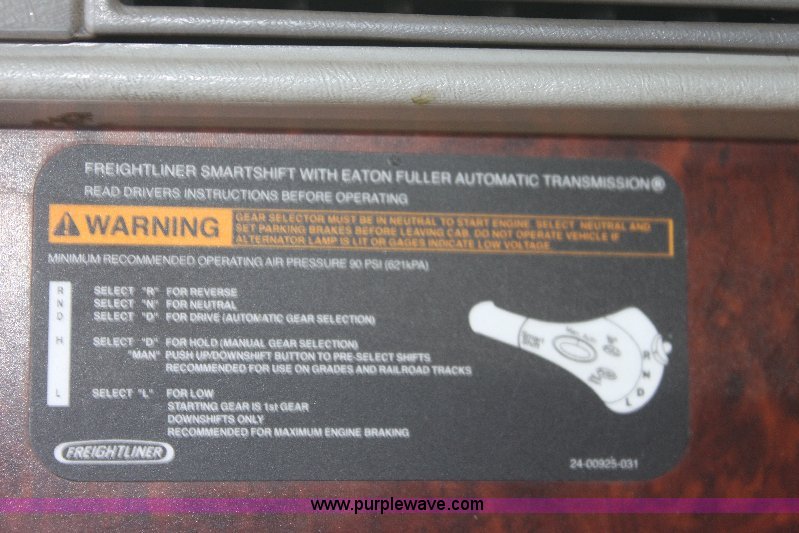 FREIGHTLINER SMARTSHIFT WITH EATON FULLER AUTOMATIC TRANSMISSION®
READ DRIVERS INSTRUCTIONS BEFORE OPERATING
WARNING
GEAR SELECTOR MUST BE IN NEUTRAL TO START ENGINE. SELECT NEUTRAL AND
SET PARKING BRAKES BEFORE LEAVING CAB. DO NOT OPERATE VEHICLE IF
ALTERNATOR LAMP IS LIT OR GAGES INDICATE LOW VOLTAGE.
MINIMUM RECOMMENDED OPERATING AIR PRESSURE 90 PSI (621kPA)
R SELECT "R" FOR REVERSE
N SELECT "N" FOR NEUTRAL
D SELECT "D" FOR DRIVE (AUTOMATIC GEAR SELECTION)
H SELECT "D" FOR HOLD (MANUAL GEAR SELECTION)
"MAN" PUSH UP/DOWNSHIFT BUTTON TO PRE-SELECT SHIFTS
RECOMMENDED FOR USE ON GRADES AND RAILROAD TRACKS
L SELECT "L" FOR LOW
STARTING GEAR IS 1st GEAR
DOWNSHIFTS ONLY
RECOMMENDED FOR MAXIMUM ENGINE BRAKING
R
N
D
L
FREIGHTLINER
24-00925-031
www.purplewave.com